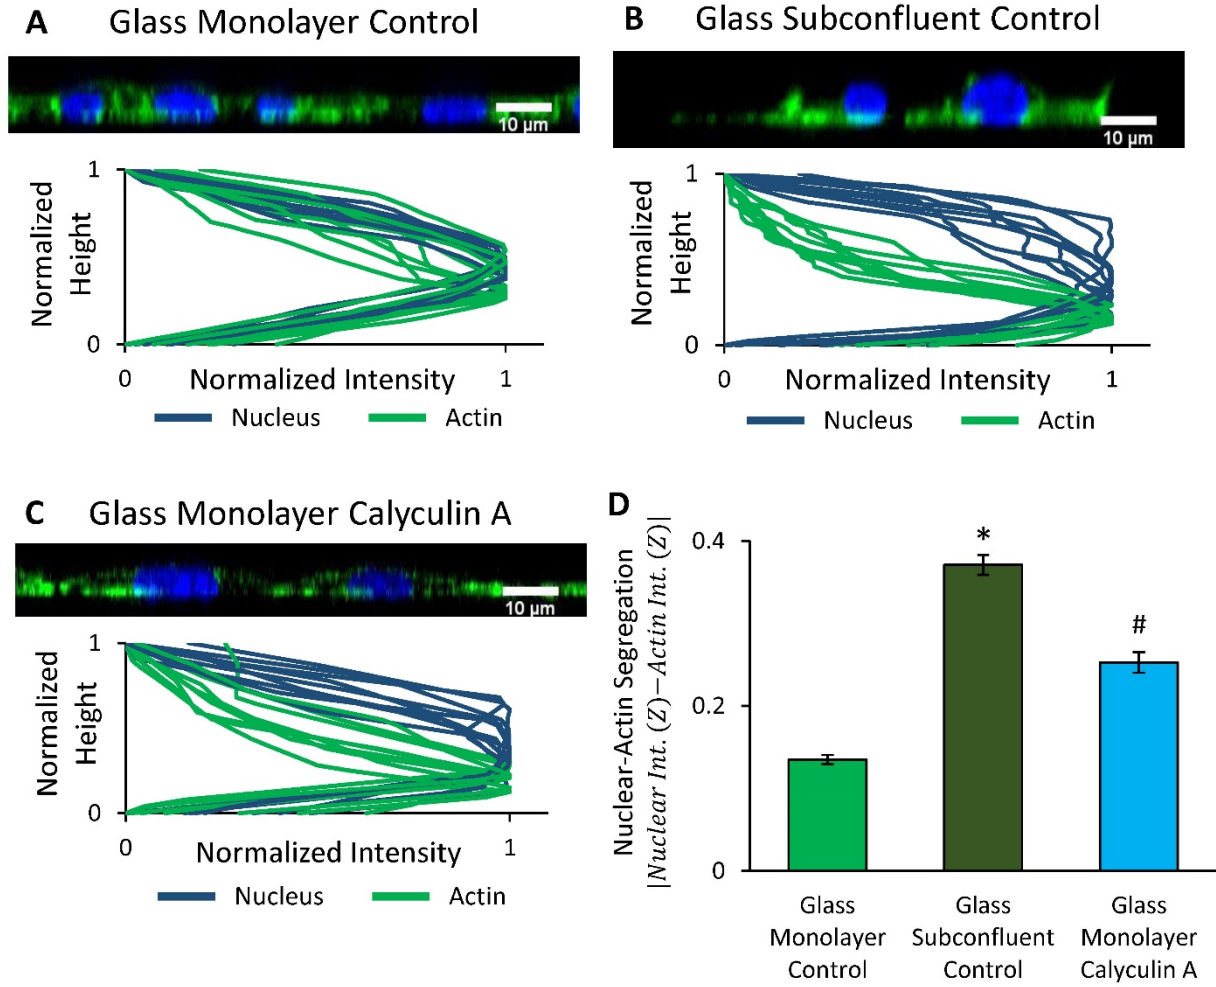 A Glass Monolayer Control
10 μm
1
Normalized
Height
0
0 Normalized Intensity 1
Nucleus Actin
B Glass Subconfluent Control
10 μm
1
Normalized
Height
0
0 Normalized Intensity 1
Nucleus Actin
C Glass Monolayer Calyculin A
10 μm
1
Normalized
Height
0
0 Normalized Intensity 1
Nucleus Actin
D
Nuclear-Actin Segregation
|Nuclear Int. (Z)−Actin Int. (Z)|
0.4
0.2
0
*
#
Glass
Monolayer
Control
Glass
Subconfluent
Control
Glass
Monolayer
Calyculin A